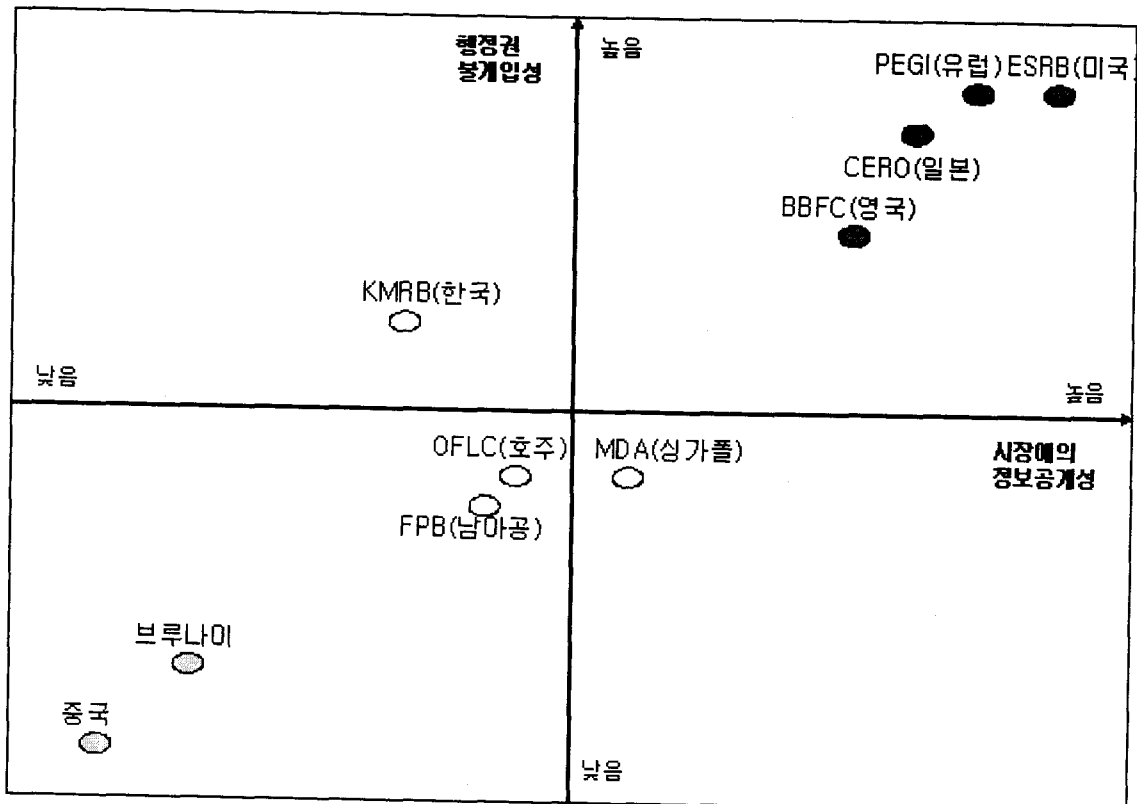 행정권
불개입성
높음
PEGI(유럽) ESRB(미국)
CERO(일본)
BBFC(영국)
KMRB(한국)
낮음
높음
OFLC(호주)
MDA(싱가폴)
시장에의
정보공개성
FPB(남아공)
브루나이
중국
낮음